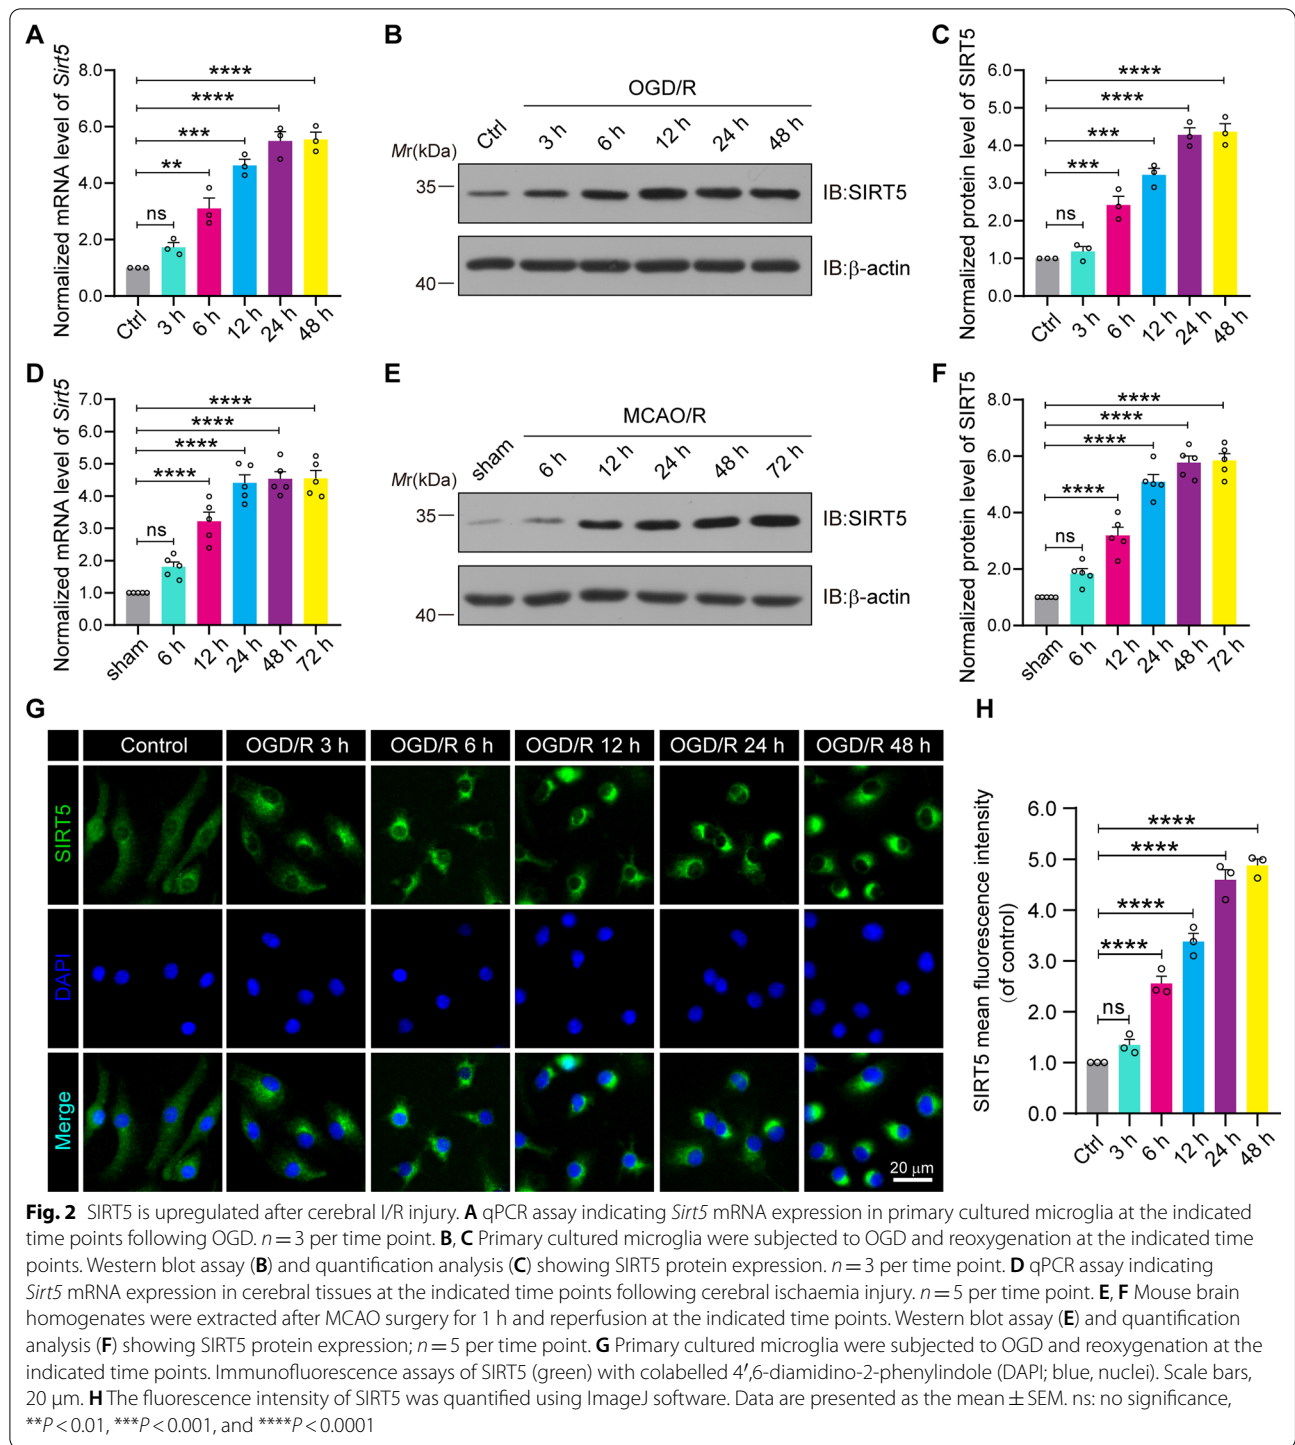 A
Normalized mRNA level of Sirt5
8.0
6.0
4.0
2.0
0.0
ns
**
***
****
****
Ctrl
3 h
6 h
12 h
24 h
48 h
B
OGD/R
Ctrl
3 h
6 h
12 h
24 h
48 h
Mr(kDa)
35
IB:SIRT5
IB:β-actin
40
C
Normalized protein level of SIRT5
6.0
5.0
4.0
3.0
2.0
1.0
0.0
ns
***
***
****
****
Ctrl
3 h
6 h
12 h
24 h
48 h
D
Normalized mRNA level of Sirt5
7.0
6.0
5.0
4.0
3.0
2.0
1.0
0.0
ns
****
****
****
****
sham
6 h
12 h
24 h
48 h
72 h
E
MCAO/R
sham
6 h
12 h
24 h
48 h
72 h
Mr(kDa)
35
IB:SIRT5
IB:β-actin
40
F
Normalized protein level of SIRT5
8.0
6.0
4.0
2.0
0.0
ns
****
****
****
****
sham
6 h
12 h
24 h
48 h
72 h
G
Control OGD/R 3 h OGD/R 6 h OGD/R 12 h OGD/R 24 h OGD/R 48 h
SIRT5
DAPI
Merge
20 μm
H
SIRT5 mean fluorescence intensity
(of control)
6.0
5.0
4.0
3.0
2.0
1.0
0.0
ns
****
****
****
****
Ctrl
3 h
6 h
12 h
24 h
48 h
Fig. 2 SIRT5 is upregulated after cerebral I/R injury. A qPCR assay indicating Sirt5 mRNA expression in primary cultured microglia at the indicated
time points following OGD. n = 3 per time point. B, C Primary cultured microglia were subjected to OGD and reoxygenation at the indicated time
points. Western blot assay (B) and quantification analysis (C) showing SIRT5 protein expression. n = 3 per time point. D qPCR assay indicating
Sirt5 mRNA expression in cerebral tissues at the indicated time points following cerebral ischaemia injury. n = 5 per time point. E, F Mouse brain
homogenates were extracted after MCAO surgery for 1 h and reperfusion at the indicated time points. Western blot assay (E) and quantification
analysis (F) showing SIRT5 protein expression; n = 5 per time point. G Primary cultured microglia were subjected to OGD and reoxygenation at the
indicated time points. Immunofluorescence assays of SIRT5 (green) with colabelled 4′,6-diamidino-2-phenylindole (DAPI; blue, nuclei). Scale bars,
20 μm. H The fluorescence intensity of SIRT5 was quantified using ImageJ software. Data are presented as the mean ± SEM. ns: no significance,
**P < 0.01, ***P < 0.001, and ****P < 0.0001